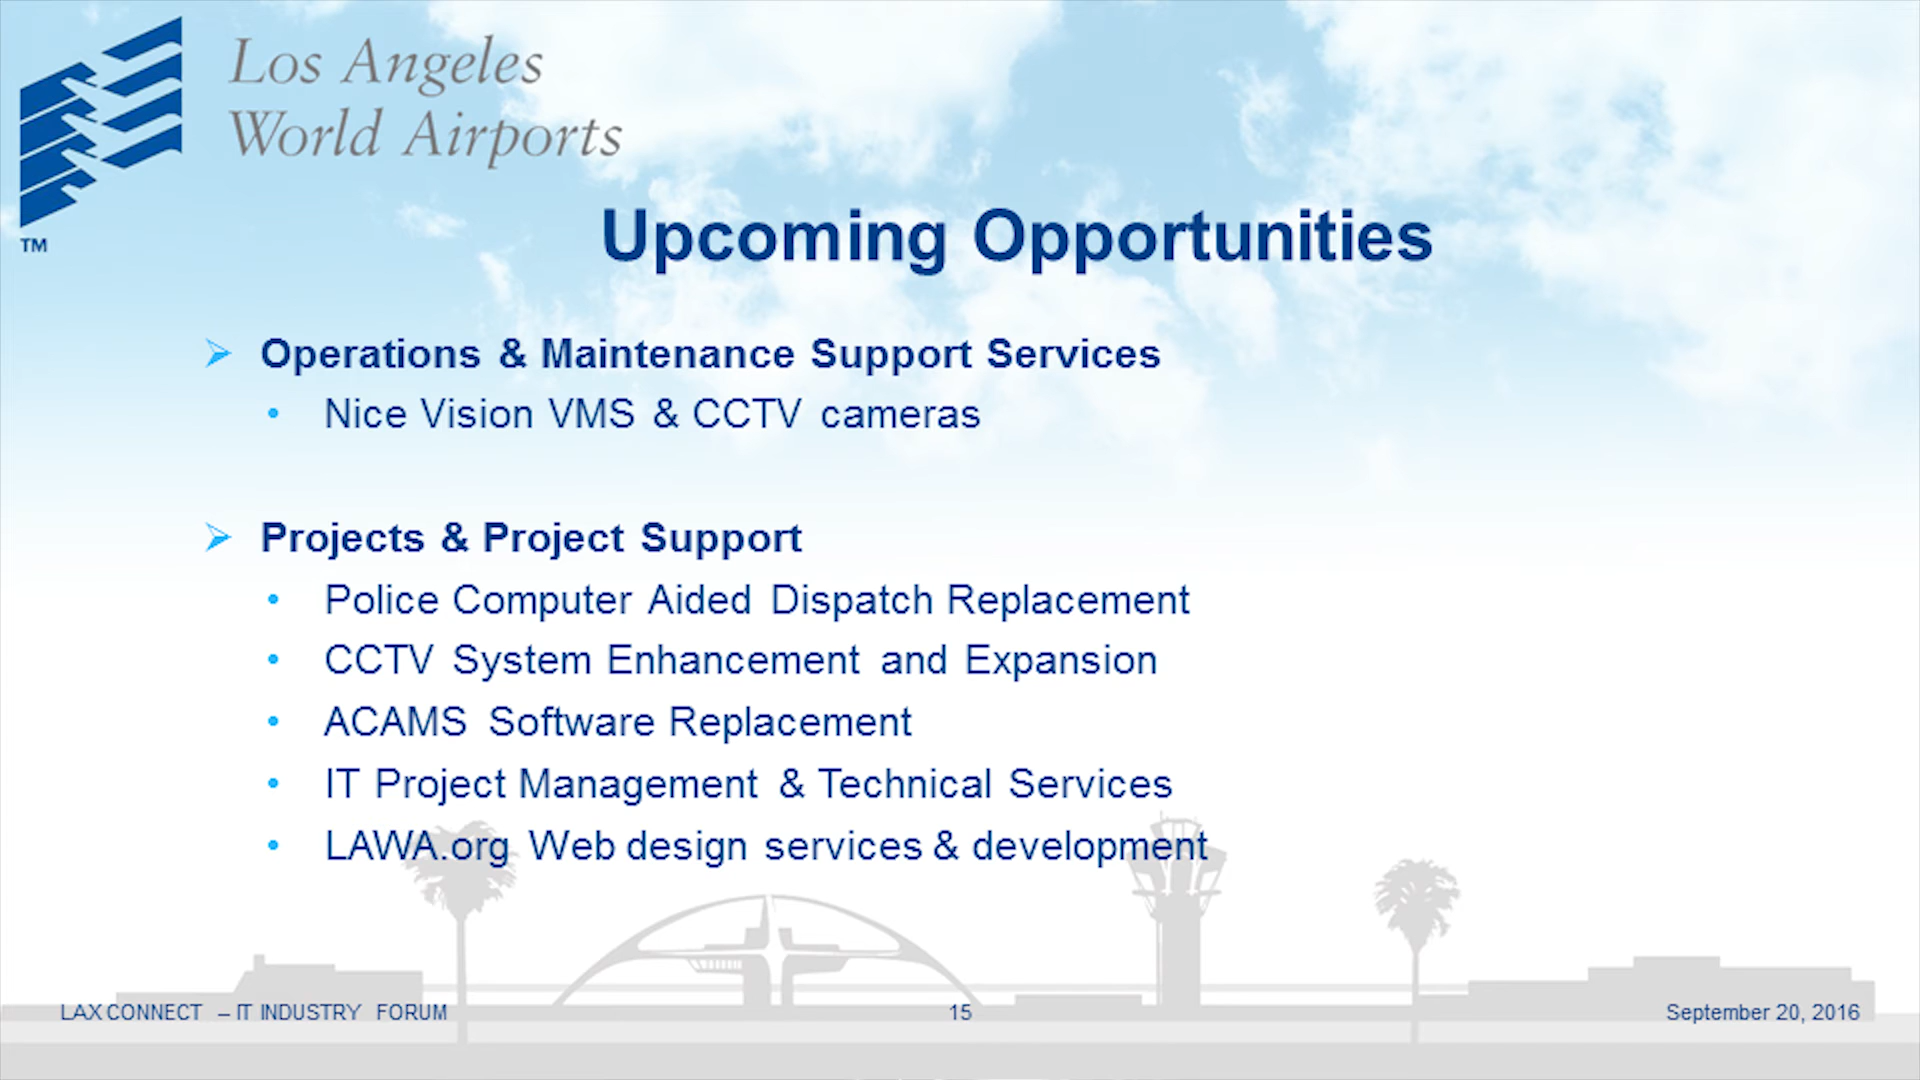 Los Angeles
World Airports
TM
Upcoming Opportunities
Operations & Maintenance Support Services
• Nice Vision VMS & CCTV cameras
Projects & Project Support
• Police Computer Aided Dispatch Replacement
• CCTV System Enhancement and Expansion
• ACAMS Software Replacement
• IT Project Management & Technical Services
• LAWA.org Web design services & development
LAX CONNECT – IT INDUSTRY FORUM
15
September 20, 2016